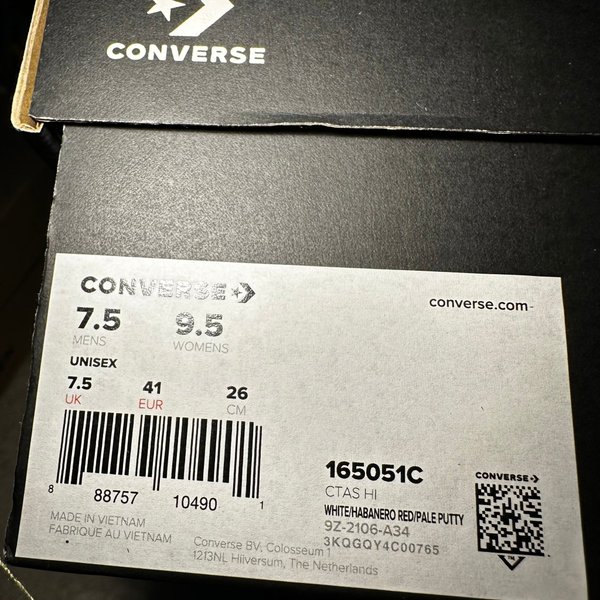 CONVERSE
CONVERSE
converse.com
7.5 9.5
MENS WOMENS
UNISEX
7.5 41 26
UK EUR CM
8 88757 10490 1
MADE IN VIETNAM
FABRIQUE AU VIETNAM
Converse BV, Colosseum 1
1213NL Hilversum, The Netherlands
165051C
CTAS HI
WHITE/HABANERO RED/PALE PUTTY
9Z-2106-A34
3KQGQY4C00765
CONVERSE
TM